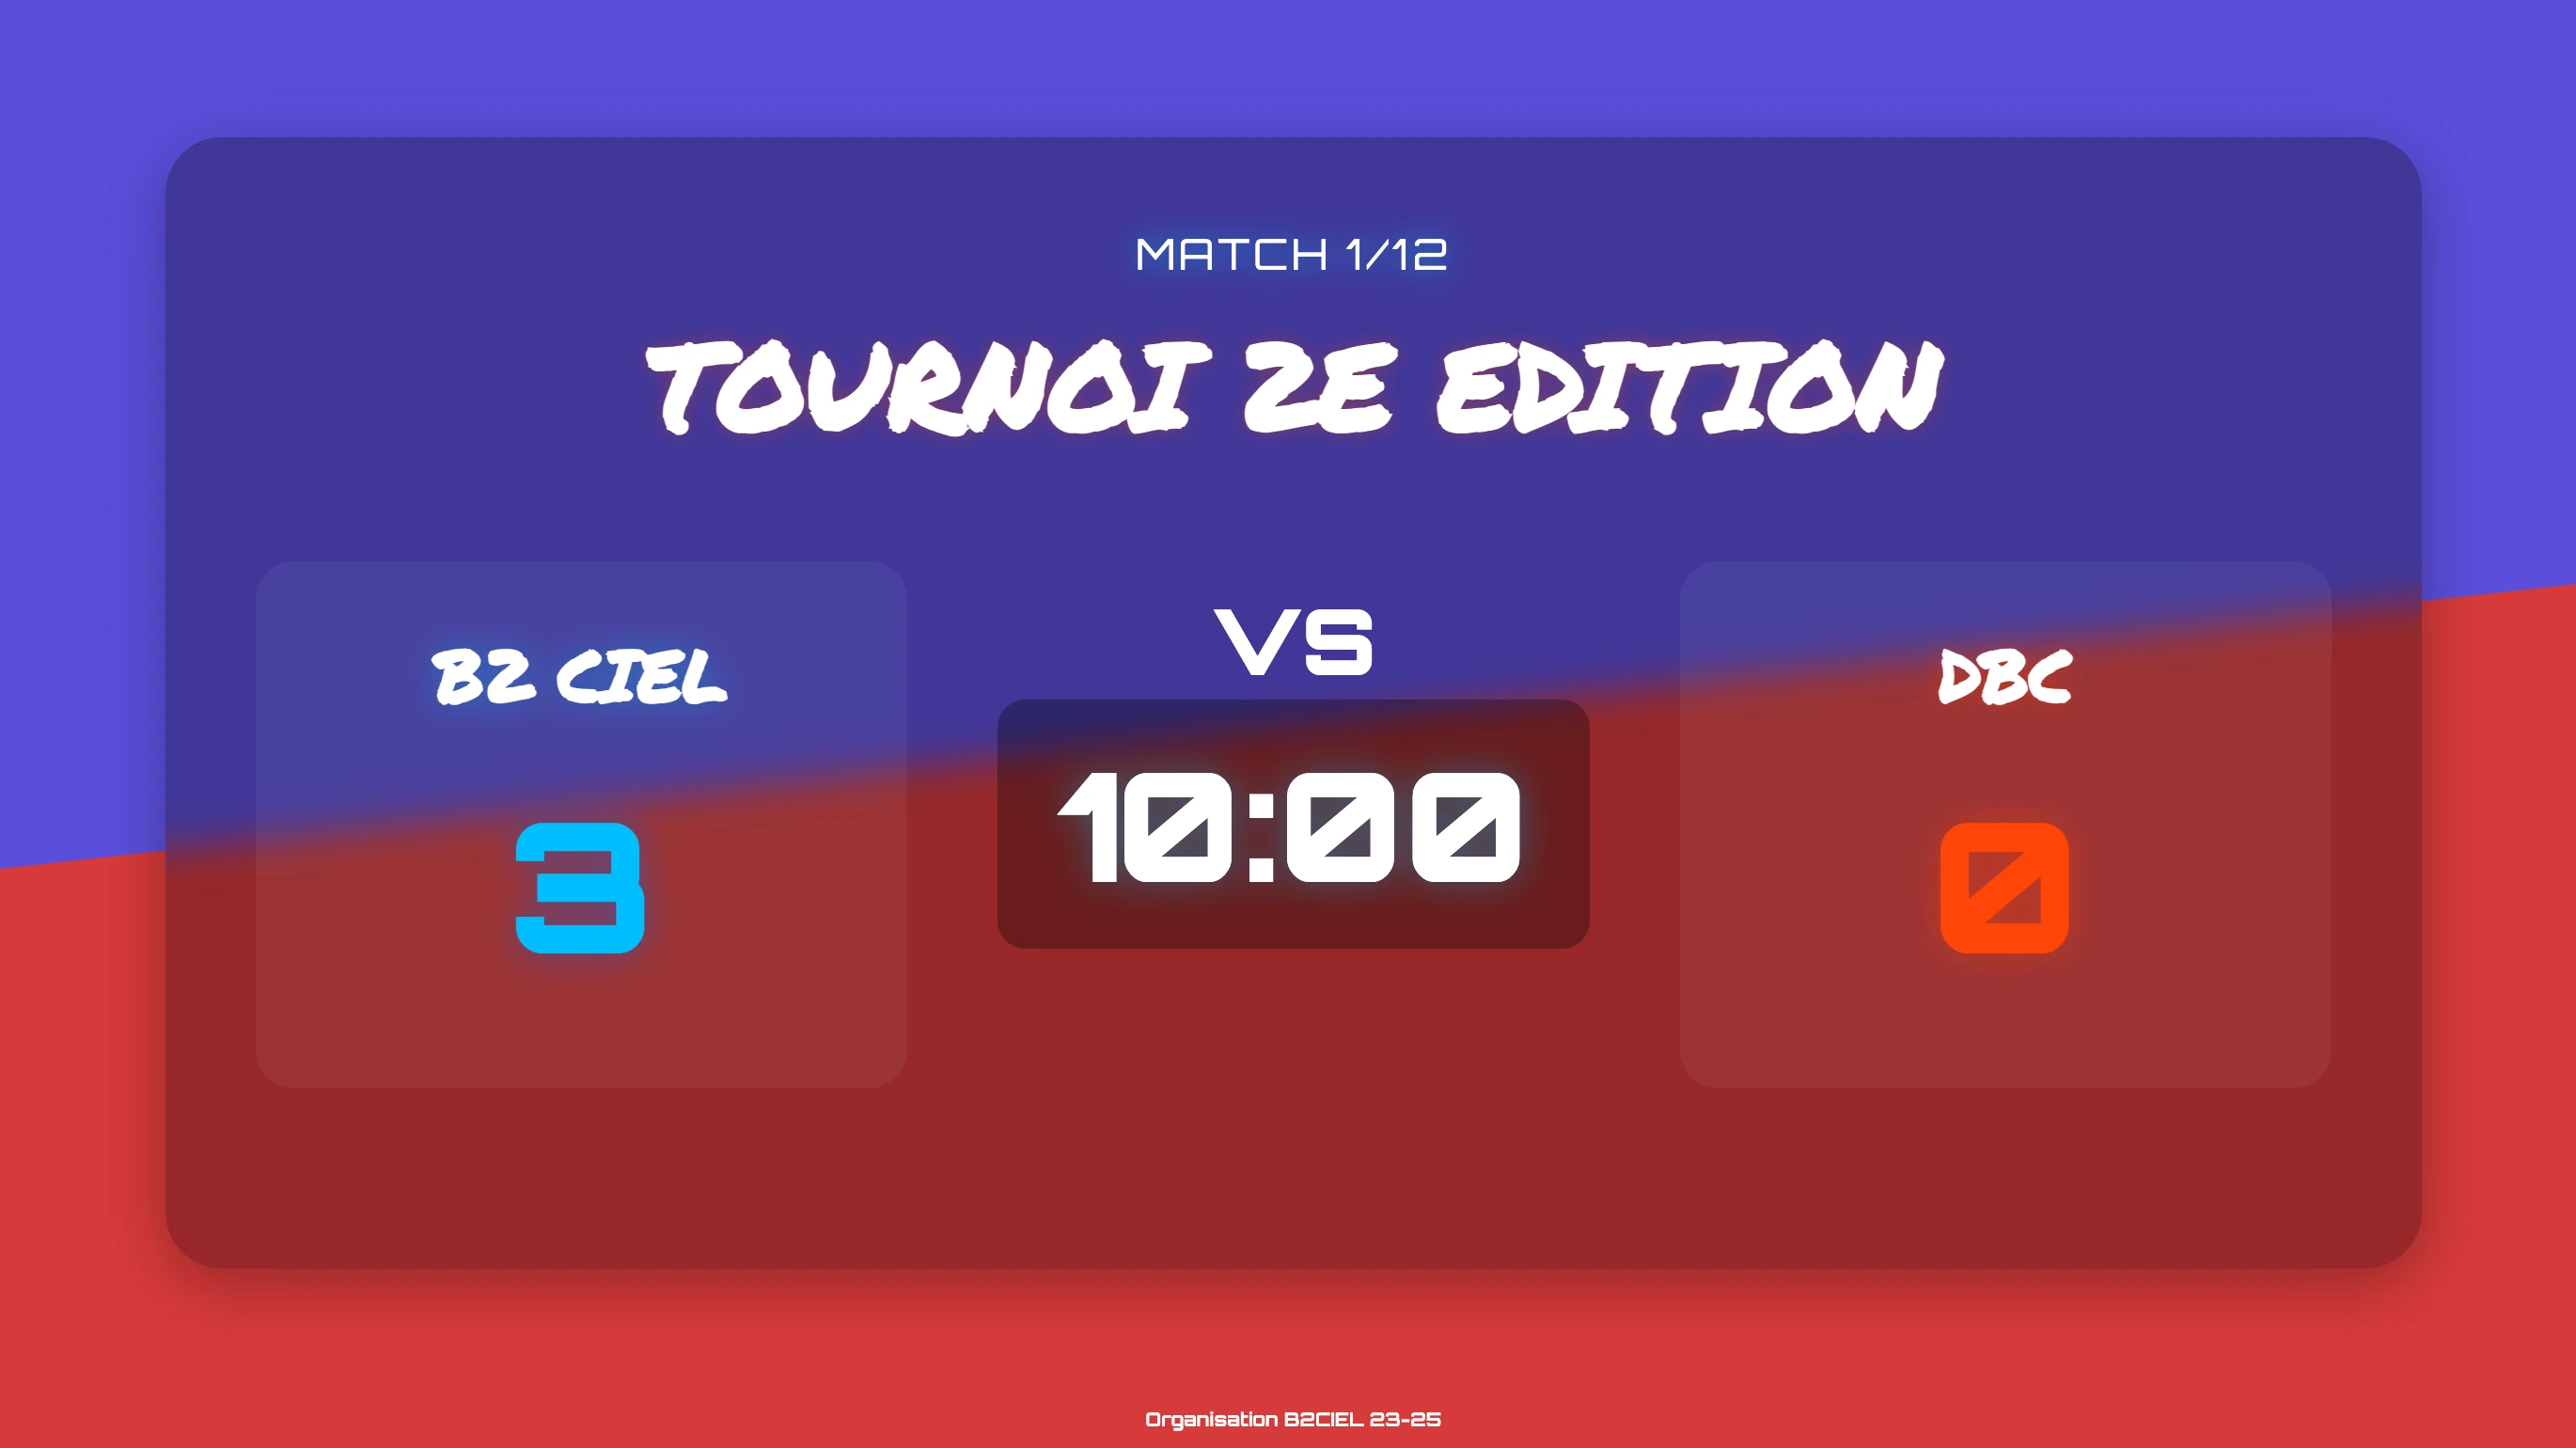 MATCH 1/12
TOURNOI 2E EDITION
B2 CIEL
VS
DBC
3
10:00
0
Organisation B2CIEL 23-25